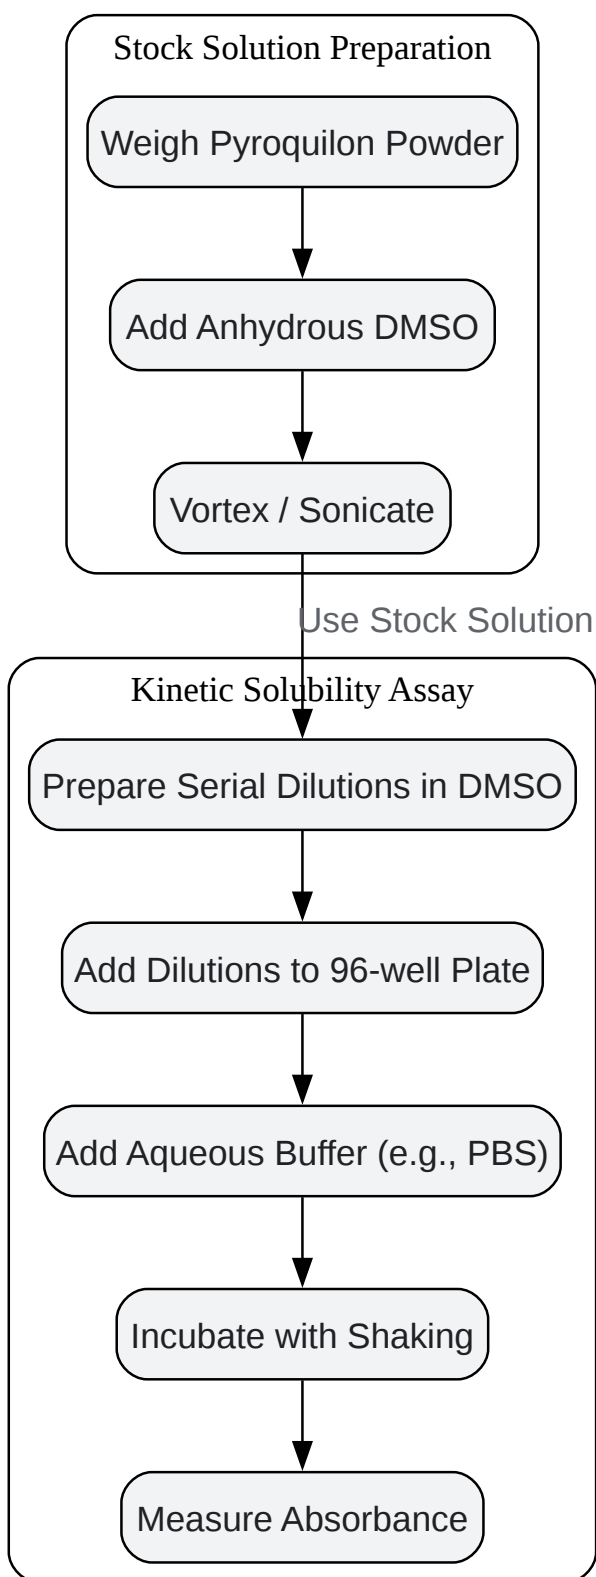 Stock Solution Preparation
Weigh Pyroquilon Powder
Add Anhydrous DMSO
Vortex / Sonicate
Use Stock Solution
Kinetic Solubility Assay
Prepare Serial Dilutions in DMSO
Add Dilutions to 96-well Plate
Add Aqueous Buffer (e.g., PBS)
Incubate with Shaking
Measure Absorbance